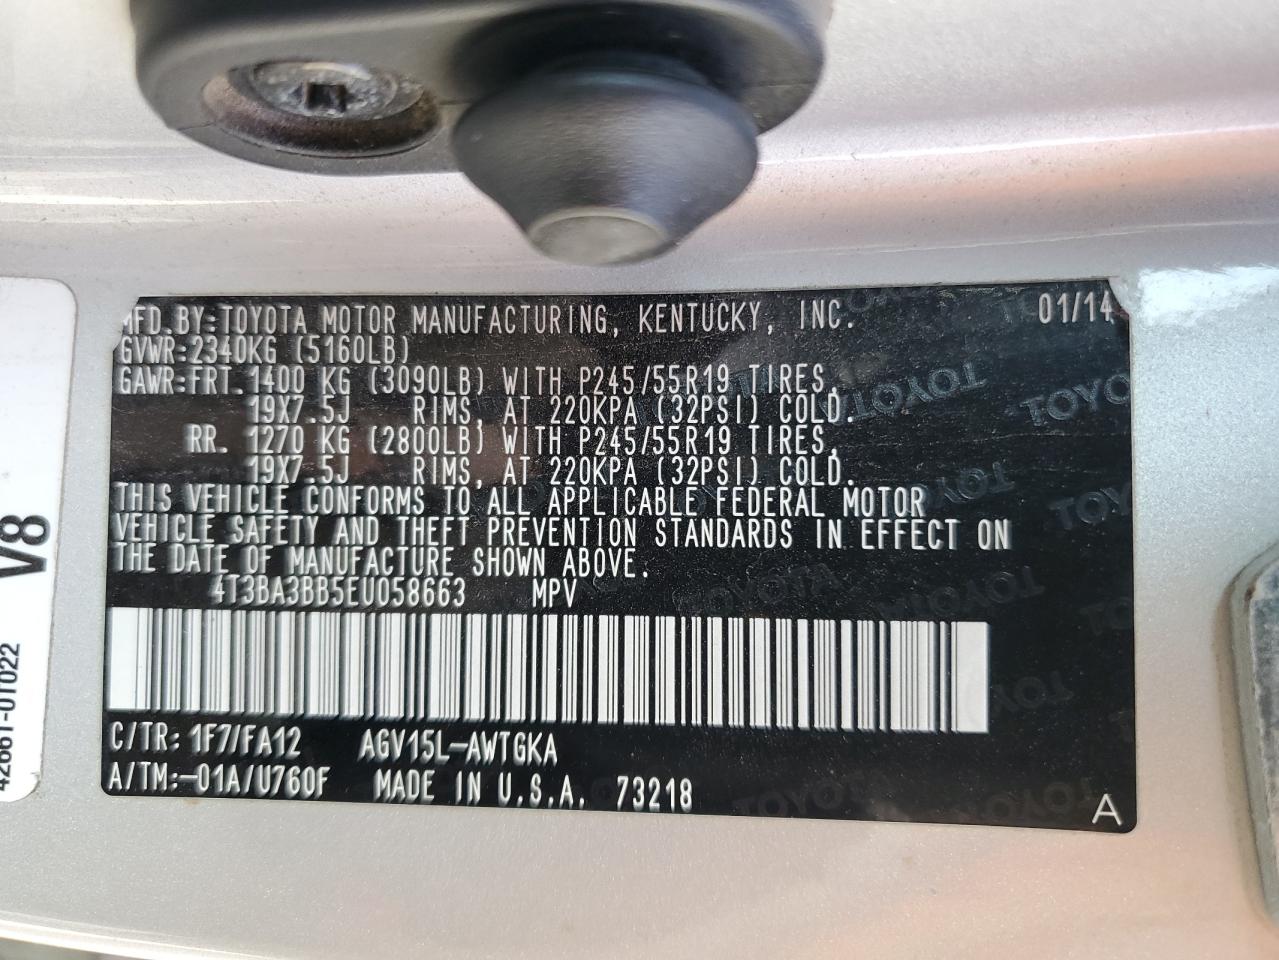 MFD.BY:TOYOTA MOTOR MANUFACTURING, KENTUCKY, INC. 01/14
GVWR:2340KG (5160LB)
GAWR:FRT. 1400 KG (3090LB) WITH P245/55R19 TIRES,
19X7.5J RIMS, AT 220KPA (32PSI) COLD.
RR. 1270 KG (2800LB) WITH P245/55R19 TIRES,
19X7.5J RIMS, AT 220KPA (32PSI) COLD.
THIS VEHICLE CONFORMS TO ALL APPLICABLE FEDERAL MOTOR
VEHICLE SAFETY AND THEFT PREVENTION STANDARDS IN EFFECT ON
THE DATE OF MANUFACTURE SHOWN ABOVE.
4T3BA3BB5EU058663 MPV
C/TR: 1F7/FA12 AGV15L-AWTGKA
A/TM:-01A/U760F MADE IN U.S.A. 73218
A
V8
42661-0T022